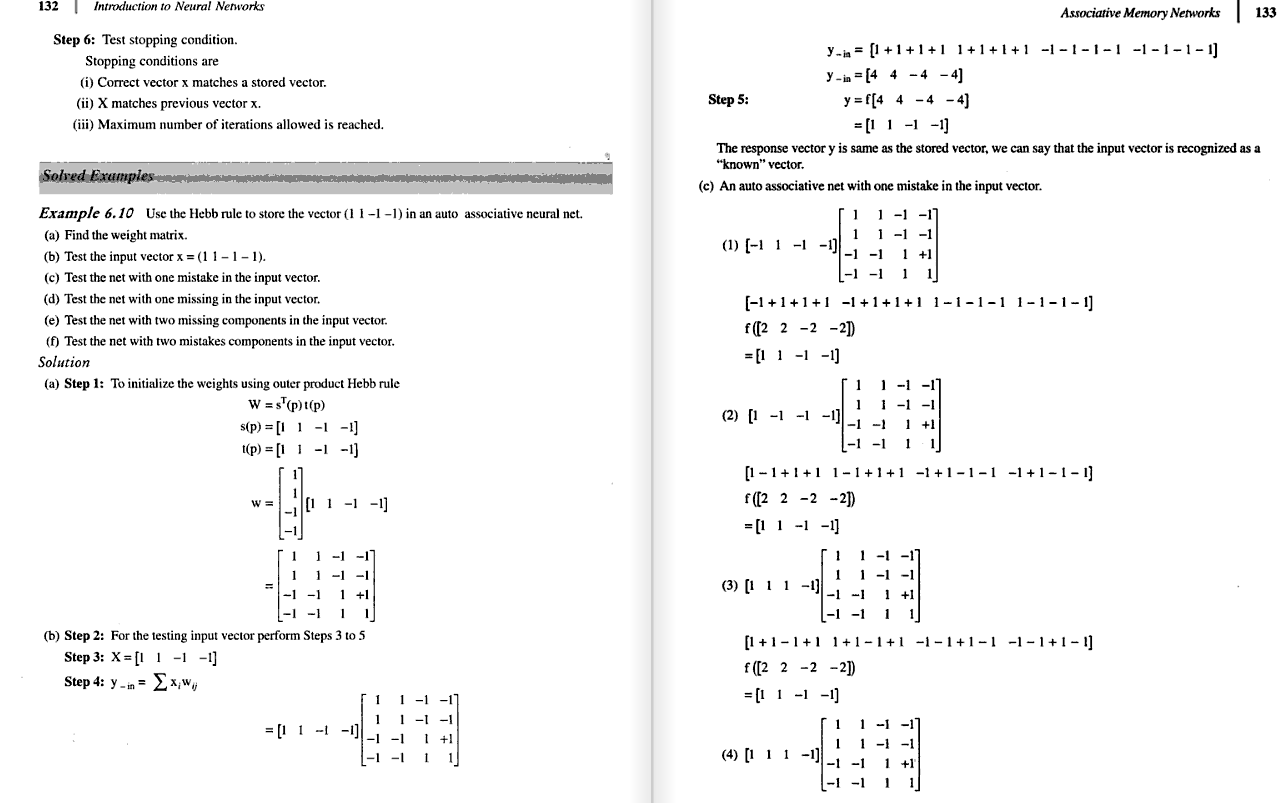 132 | Introduction to Neural Networks
Step 6: Test stopping condition.
Stopping conditions are
(i) Correct vector x matches a stored vector.
(ii) X matches previous vector x.
(iii) Maximum number of iterations allowed is reached.
Solved Examples
Example 6.10 Use the Hebb rule to store the vector (1 1 –1 –1) in an auto associative neural net.
(a) Find the weight matrix.
(b) Test the input vector x = (1 1 – 1 – 1).
(c) Test the net with one mistake in the input vector.
(d) Test the net with one missing in the input vector.
(e) Test the net with two missing components in the input vector.
(f) Test the net with two mistakes components in the input vector.
Solution
(a) Step 1: To initialize the weights using outer product Hebb rule
W = sᵀ(p) t(p)
s(p) = [1 1 –1 –1]
t(p) = [1 1 –1 –1]
1
1
w = –1 [1 1 –1 –1]
–1
1 1 –1 –1
1 1 –1 –1
= –1 –1 1 +1
–1 –1 1 1
(b) Step 2: For the testing input vector perform Steps 3 to 5
Step 3: X = [1 1 –1 –1]
Step 4: y₋ᵢₙ = ∑ xᵢwᵢⱼ
1 1 –1 –1
1 1 –1 –1
= [1 1 –1 –1] –1 –1 1 +1
–1 –1 1 1
Associative Memory Networks | 133
y₋ᵢₙ = [1 + 1 + 1 + 1 1 + 1 + 1 + 1 –1 – 1 – 1 – 1 –1 – 1 – 1 – 1]
y₋ᵢₙ = [4 4 –4 –4]
Step 5: y = f[4 4 –4 –4]
= [1 1 –1 –1]
The response vector y is same as the stored vector, we can say that the input vector is recognized as a
“known” vector.
(c) An auto associative net with one mistake in the input vector.
1 1 –1 –1
1 1 –1 –1
(1) [–1 1 –1 –1] –1 –1 1 +1
–1 –1 1 1
[–1 + 1 + 1 + 1 –1 + 1 + 1 + 1 1 – 1 – 1 – 1 1 – 1 – 1 – 1]
f ([2 2 –2 –2])
= [1 1 –1 –1]
1 1 –1 –1
1 1 –1 –1
(2) [1 –1 –1 –1] –1 –1 1 +1
–1 –1 1 1
[1 – 1 + 1 + 1 1 – 1 + 1 + 1 –1 + 1 – 1 – 1 –1 + 1 – 1 – 1]
f ([2 2 –2 –2])
= [1 1 –1 –1]
1 1 –1 –1
1 1 –1 –1
(3) [1 1 1 –1] –1 –1 1 +1
–1 –1 1 1
[1 + 1 – 1 + 1 1 + 1 – 1 + 1 –1 – 1 + 1 – 1 –1 – 1 + 1 – 1]
f ([2 2 –2 –2])
= [1 1 –1 –1]
1 1 –1 –1
1 1 –1 –1
(4) [1 1 1 –1] –1 –1 1 +1
–1 –1 1 1